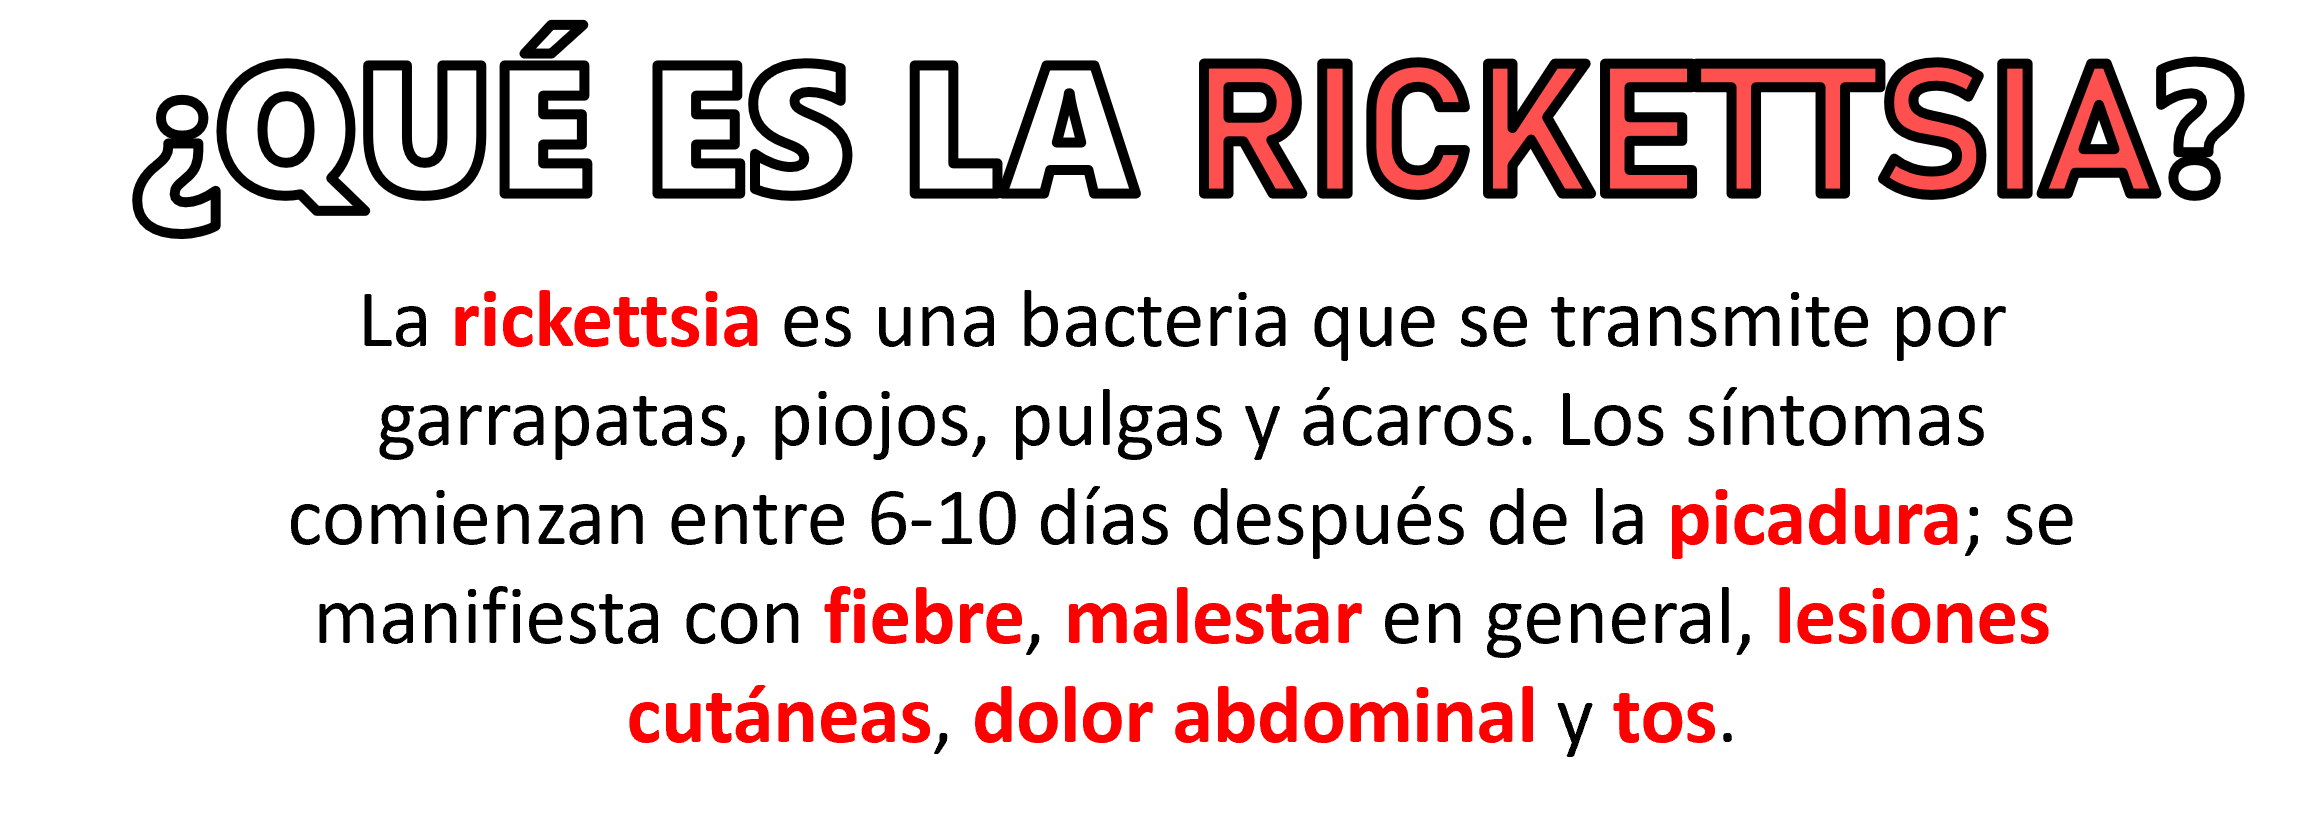 ¿QUÉ ES LA RICKETTSIA?
La rickettsia es una bacteria que se transmite por
garrapatas, piojos, pulgas y ácaros. Los síntomas
comienzan entre 6-10 días después de la picadura; se
manifiesta con fiebre, malestar en general, lesiones
cutáneas, dolor abdominal y tos.